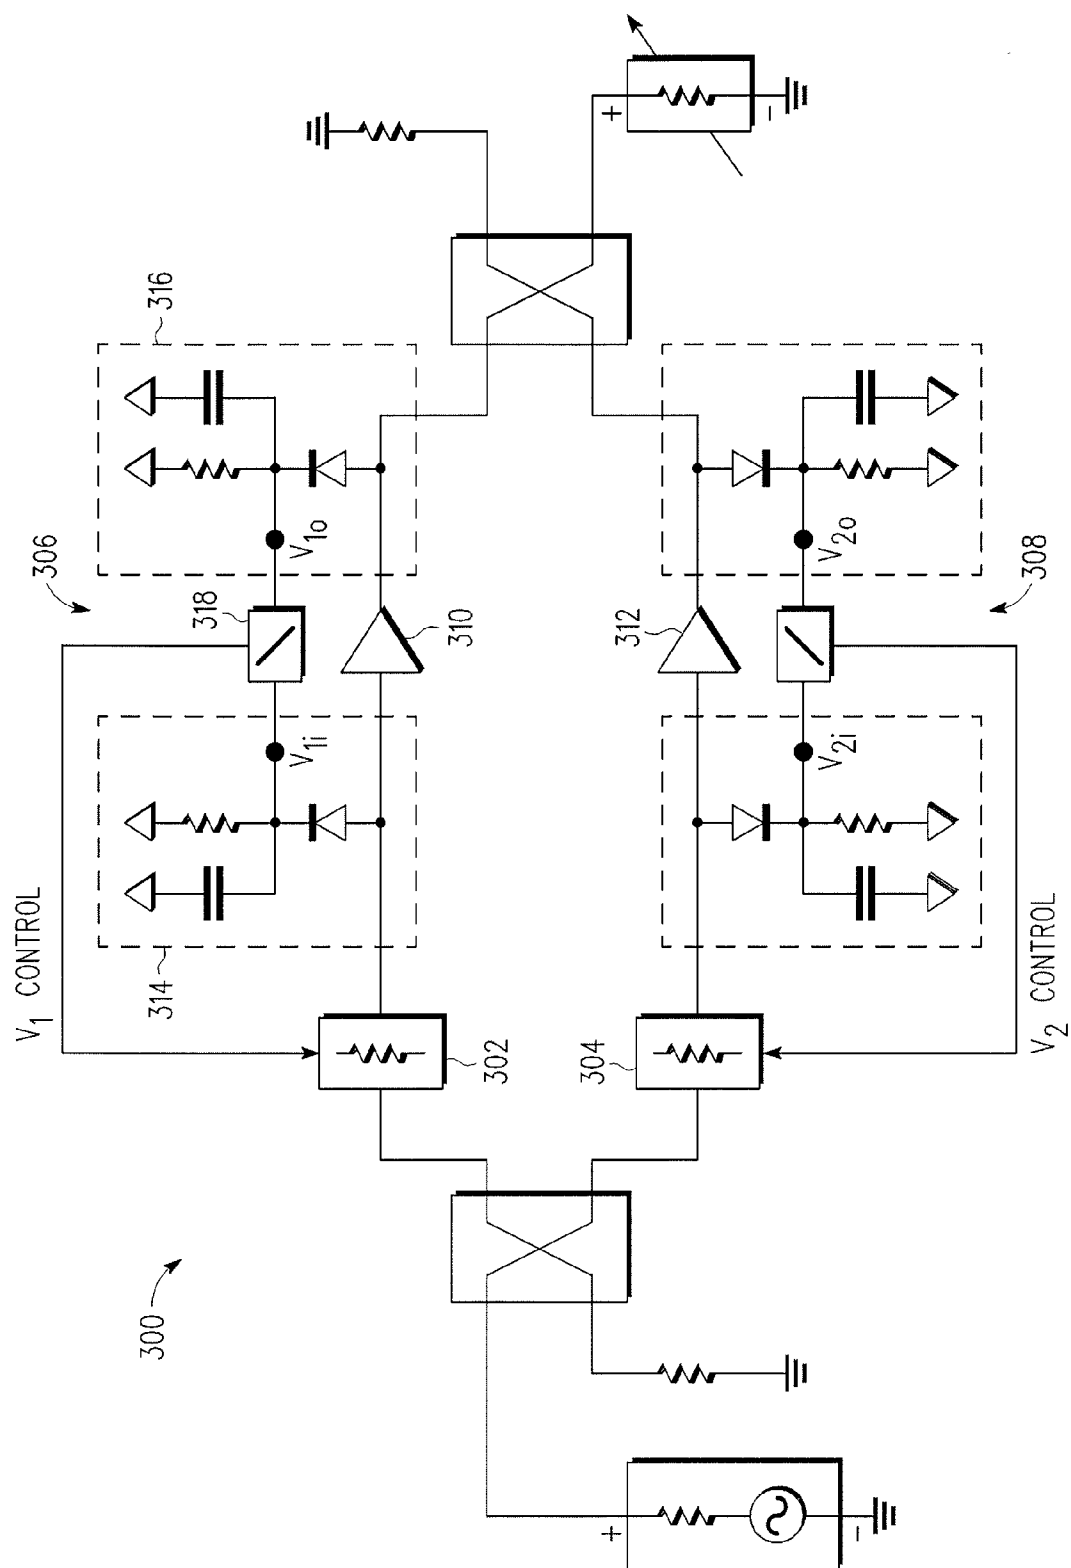 300
V1 CONTROL
314
302
304
V2 CONTROL
306
318
V1i
V1o
316
310
312
V2i
V2o
308
+
-
+
-